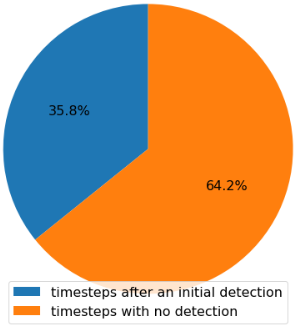 35.8%
64.2%
timesteps after an initial detection
timesteps with no detection